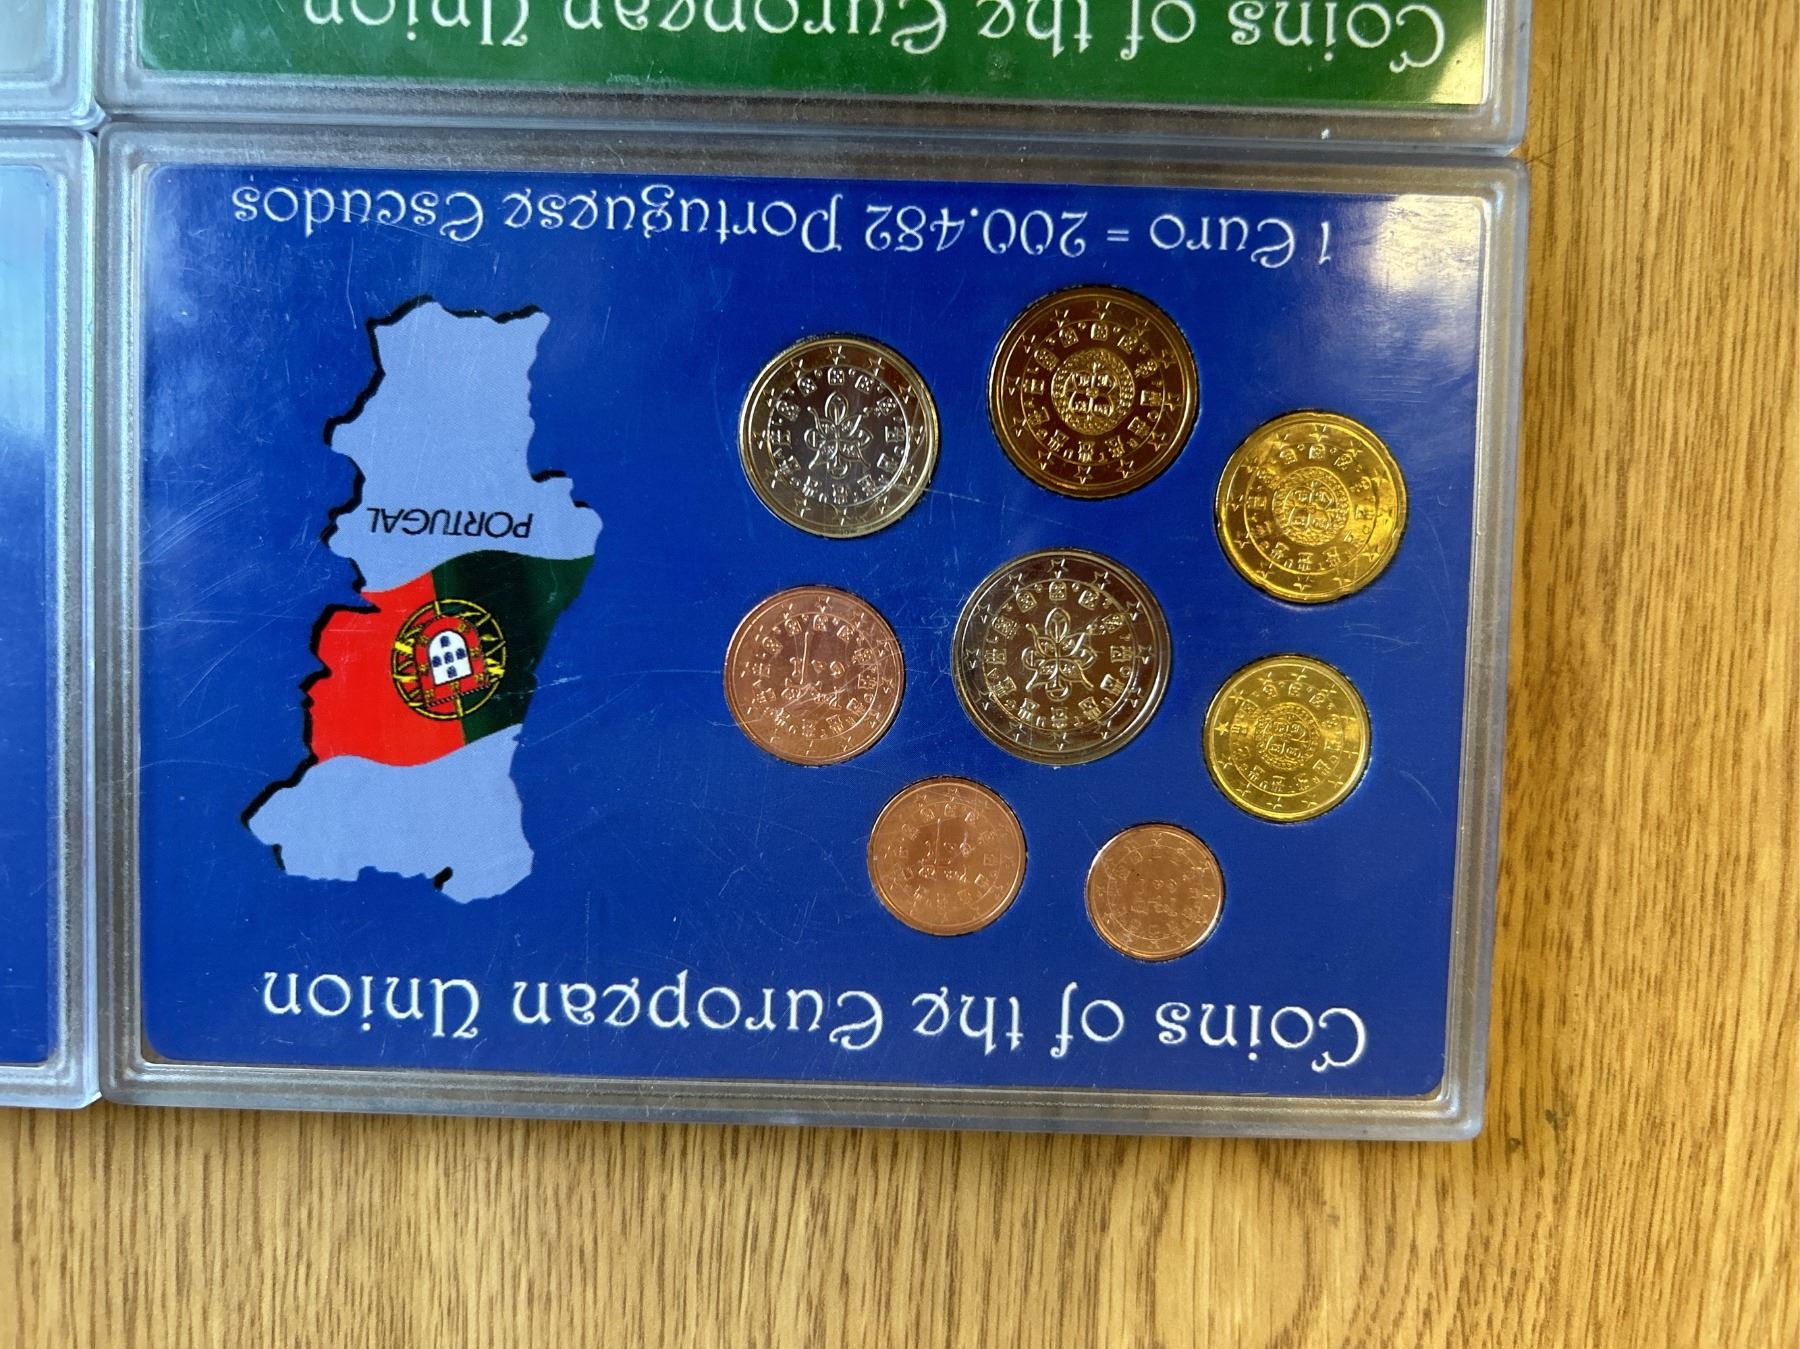 Coins of the European Union
PORTUGAL
1 Euro = 200.482 Portuguese Escudos
Coins of the European Union